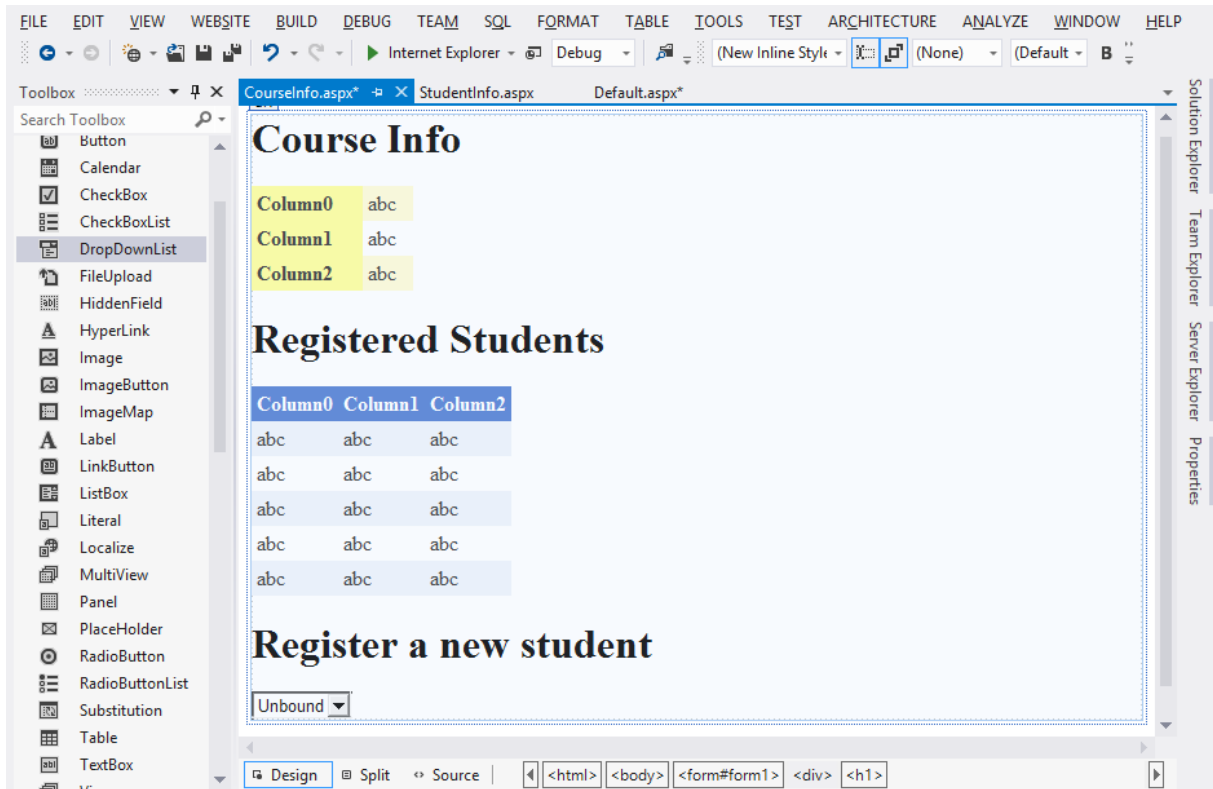 FILE EDIT VIEW WEBSITE BUILD DEBUG TEAM SQL FORMAT TABLE TOOLS TEST ARCHITECTURE ANALYZE WINDOW HELP
Internet Explorer Debug (New Inline Style (None) (Default B
Toolbox
Search Toolbox
Button
Calendar
CheckBox
CheckBoxList
DropDownList
FileUpload
HiddenField
HyperLink
Image
ImageButton
ImageMap
Label
LinkButton
ListBox
Literal
Localize
MultiView
Panel
PlaceHolder
RadioButton
RadioButtonList
Substitution
Table
TextBox
CourseInfo.aspx* StudentInfo.aspx Default.aspx*
Course Info
Column0 abc
Column1 abc
Column2 abc
Registered Students
Column0 Column1 Column2
abc abc abc
abc abc abc
abc abc abc
abc abc abc
abc abc abc
Register a new student
Unbound
Design Split Source <html> <body> <form#form1> <div> <h1>
Solution Explorer
Team Explorer
Server Explorer
Properties